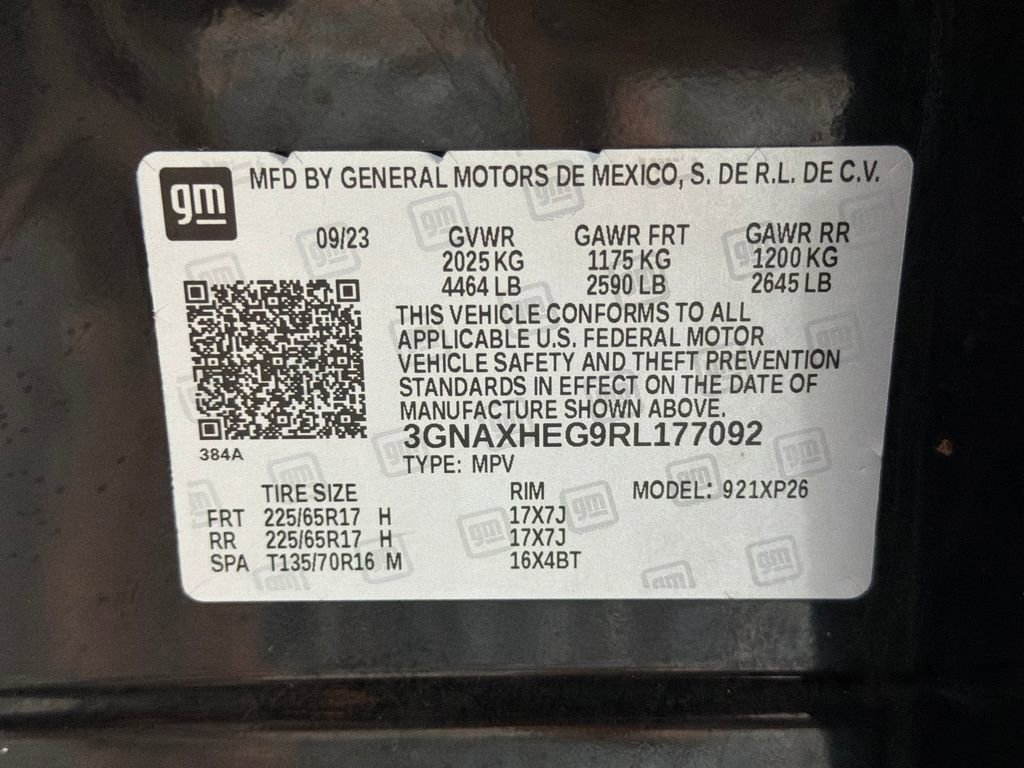 gm MFD BY GENERAL MOTORS DE MEXICO, S. DE R.L. DE C.V.
09/23 GVWR GAWR FRT GAWR RR
2025 KG 1175 KG 1200 KG
4464 LB 2590 LB 2645 LB
THIS VEHICLE CONFORMS TO ALL
APPLICABLE U.S. FEDERAL MOTOR
VEHICLE SAFETY AND THEFT PREVENTION
STANDARDS IN EFFECT ON THE DATE OF
MANUFACTURE SHOWN ABOVE.
3GNAXHEG9RL177092
384A TYPE: MPV
TIRE SIZE RIM MODEL: 921XP26
FRT 225/65R17 H 17X7J
RR 225/65R17 H 17X7J
SPA T135/70R16 M 16X4BT